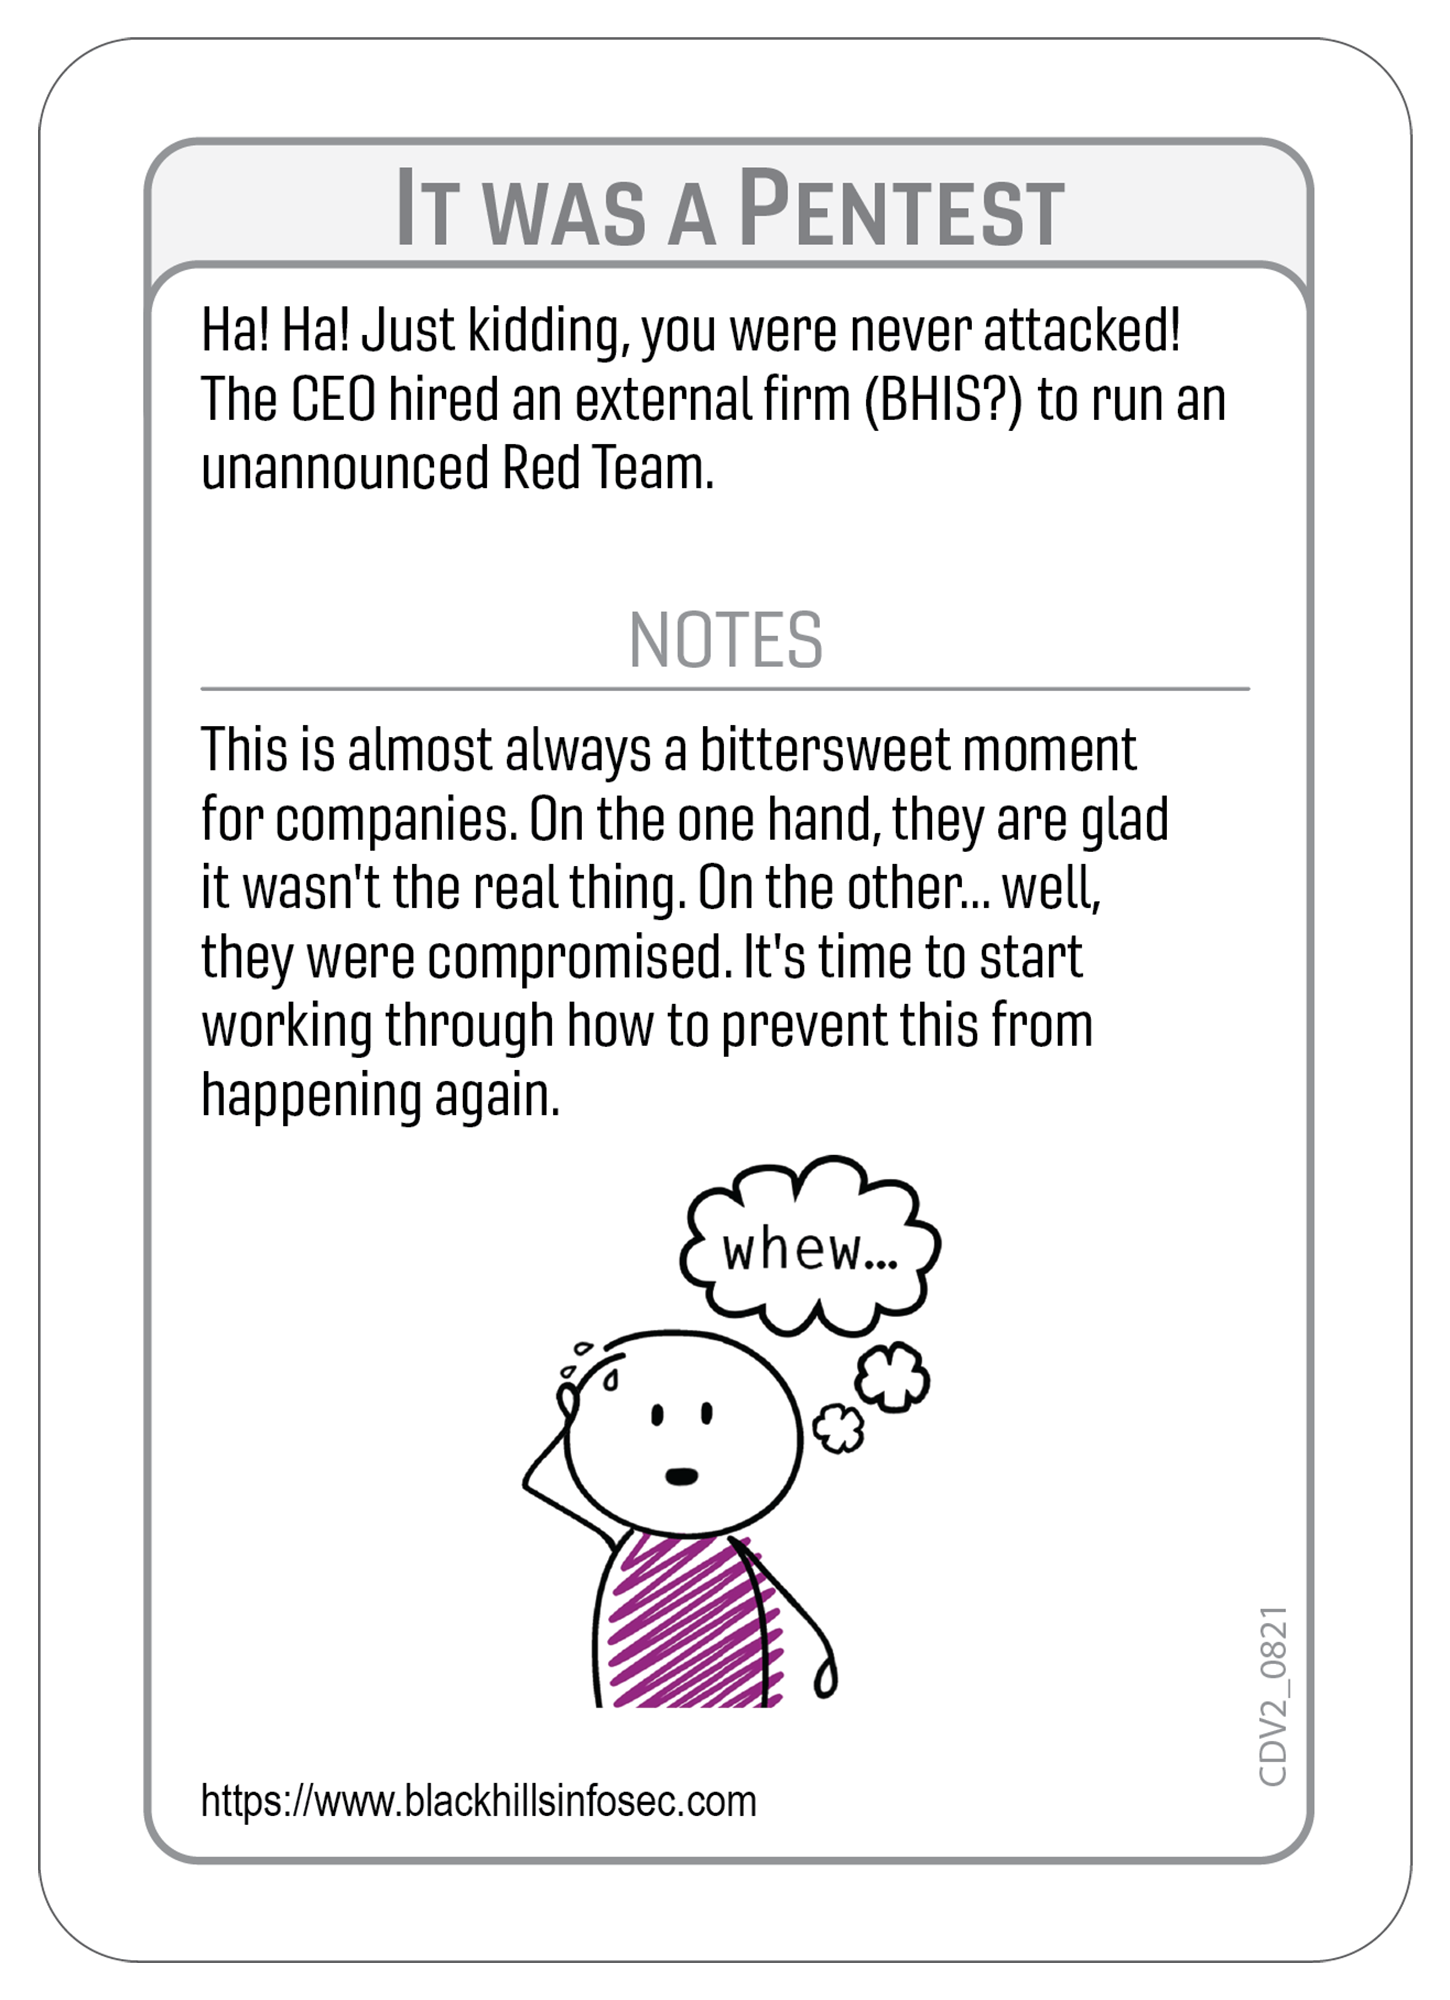 IT WAS A PENTEST
Ha! Ha! Just kidding, you were never attacked!
The CEO hired an external firm (BHIS?) to run an
unannounced Red Team.
NOTES
This is almost always a bittersweet moment
for companies. On the one hand, they are glad
it wasn't the real thing. On the other... well,
they were compromised. It's time to start
working through how to prevent this from
happening again.
whew...
CDV2_0821
https://www.blackhillsinfosec.com